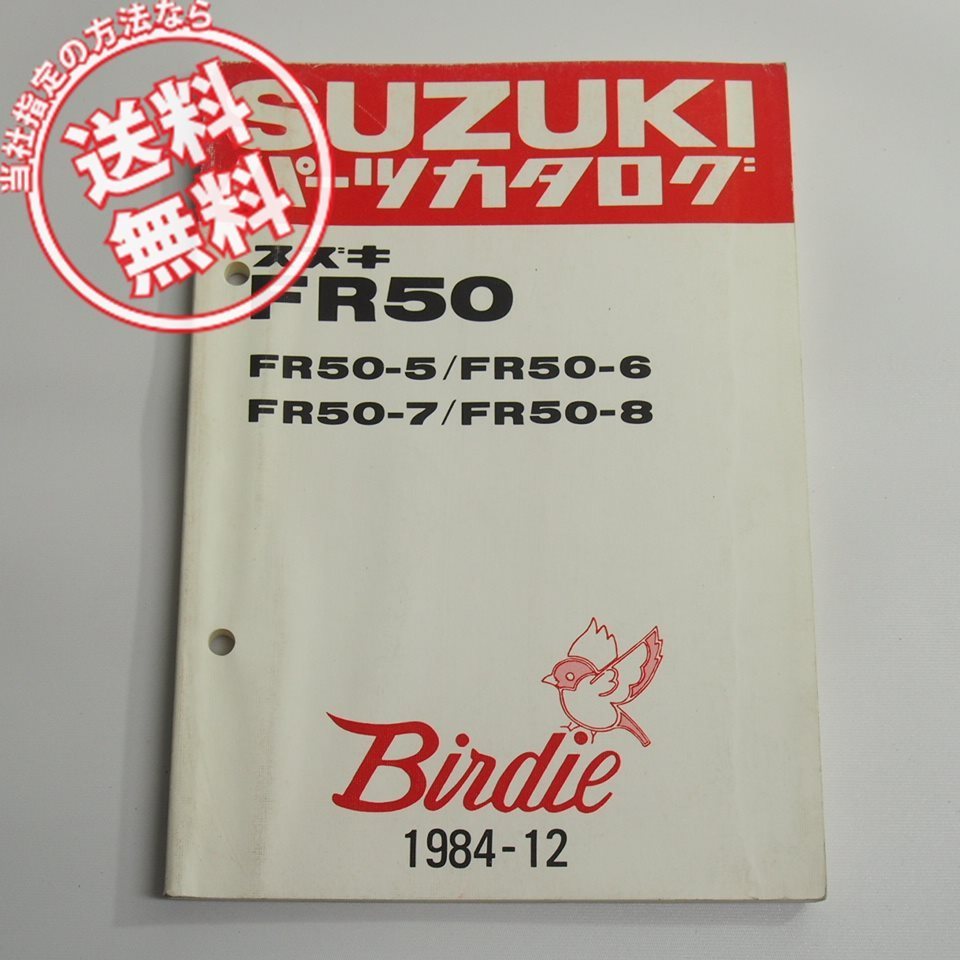 当社指定の方法なら
送料
無料
SUZUKI
パーツカタログ
スズキ
FR50
FR50-5/FR50-6
FR50-7/FR50-8
Birdie
1984-12